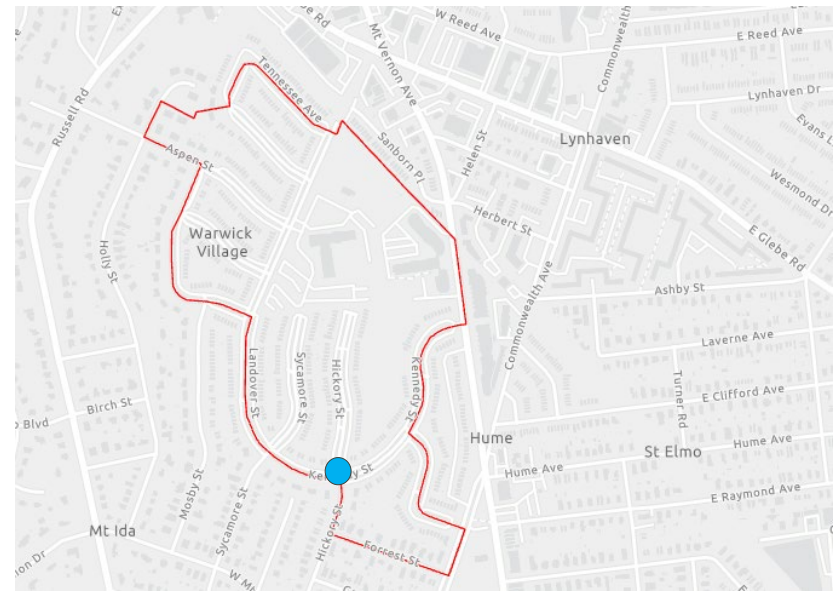 W Reed Ave
E Reed Ave
Mt Vernon Ave
Commonwealth
Tennessee Ave
Russell Rd
Lynhaven Dr
Evans
Lynhaven
Sanborn Pl
Helen St
Aspen St
Wesmond Dr
Herbert St
Warwick
Village
Holly St
E Glebe Rd
Commonwealth Ave
Ashby St
Laverne Ave
Landover St
Sycamore St
Hickory St
Kennedy St
Turner Rd
E Clifford Ave
Birch St
Blvd
Hume
Hume Ave
St Elmo
Hume Ave
Mosby St
Sycamore St
E Raymond Ave
Mt Ida
Hickory St
Forrest St
Dr
W